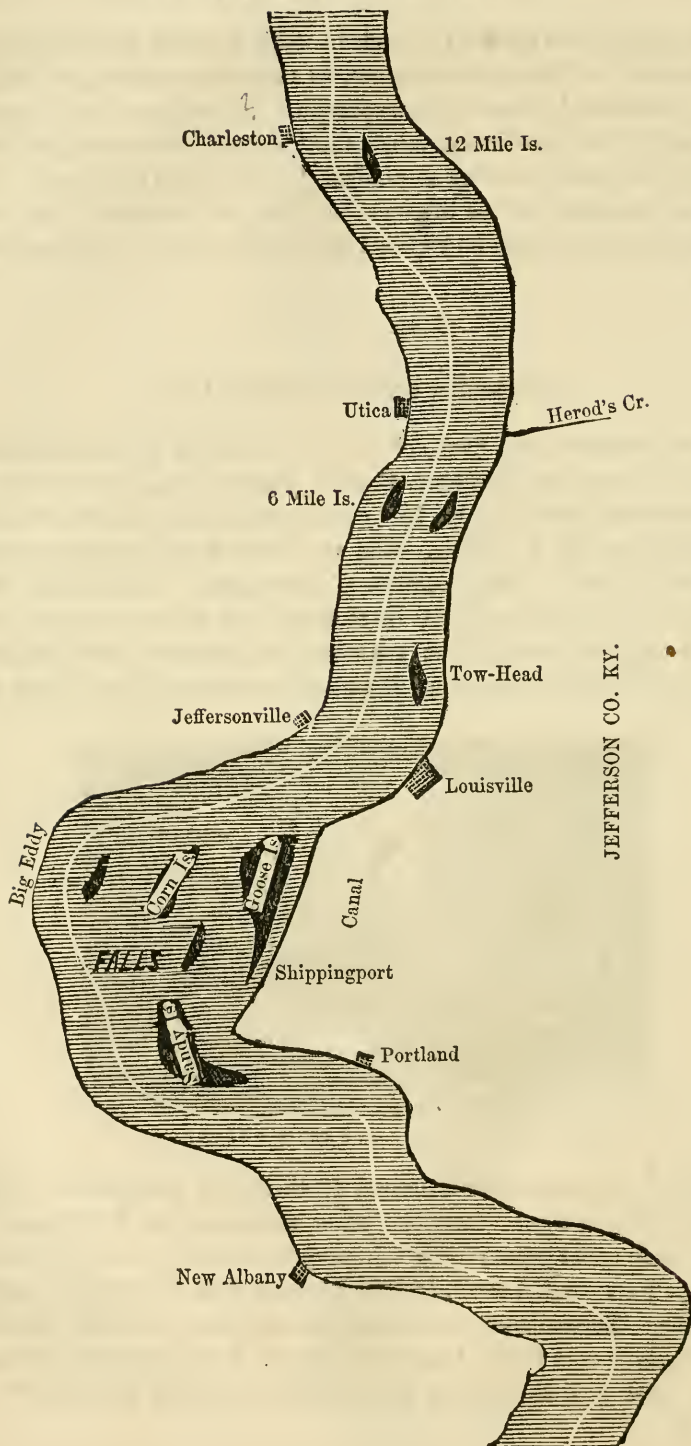 ?
Charleston
12 Mile Is.
Utica
Herod's Cr.
6 Mile Is.
Tow-Head
JEFFERSON CO. KY.
Jeffersonville
Louisville
Big Eddy
Corn Is.
Goose Is.
Canal
FALLS
Shippingport
Sandy Is.
Portland
New Albany